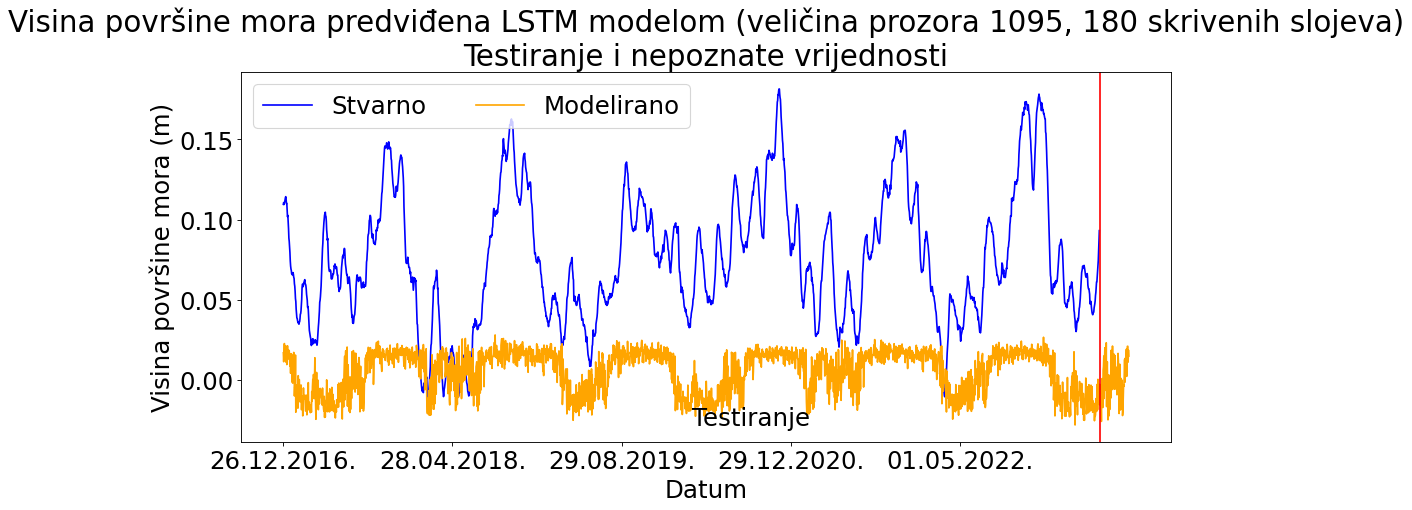 Visina površine mora predviđena LSTM modelom (veličina prozora 1095, 180 skrivenih slojeva)
Testiranje i nepoznate vrijednosti
Stvarno Modelirano
Visina površine mora (m)
0.15
0.10
0.05
0.00
Testiranje
26.12.2016. 28.04.2018. 29.08.2019. 29.12.2020. 01.05.2022.
Datum